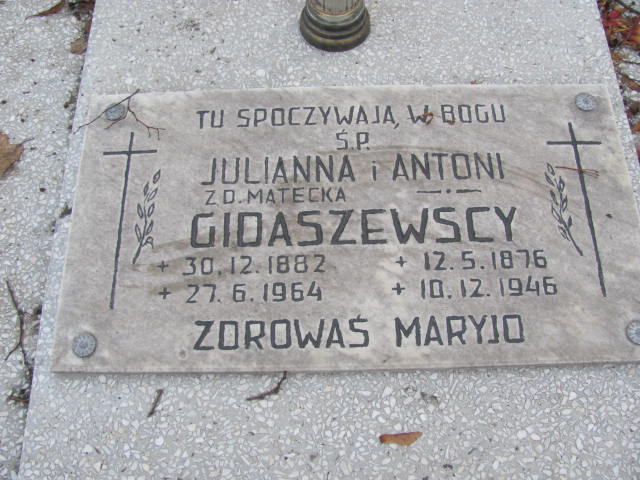 TU SPOCZYWAJĄ W BOGU
Ś.P.
JULIANNA i ANTONI
Z D. MATECKA
GIDASZEWSCY
+ 30.12.1882 + 12.5.1876
+ 27.6.1964 + 10.12.1946
ZDROWAŚ MARYJO